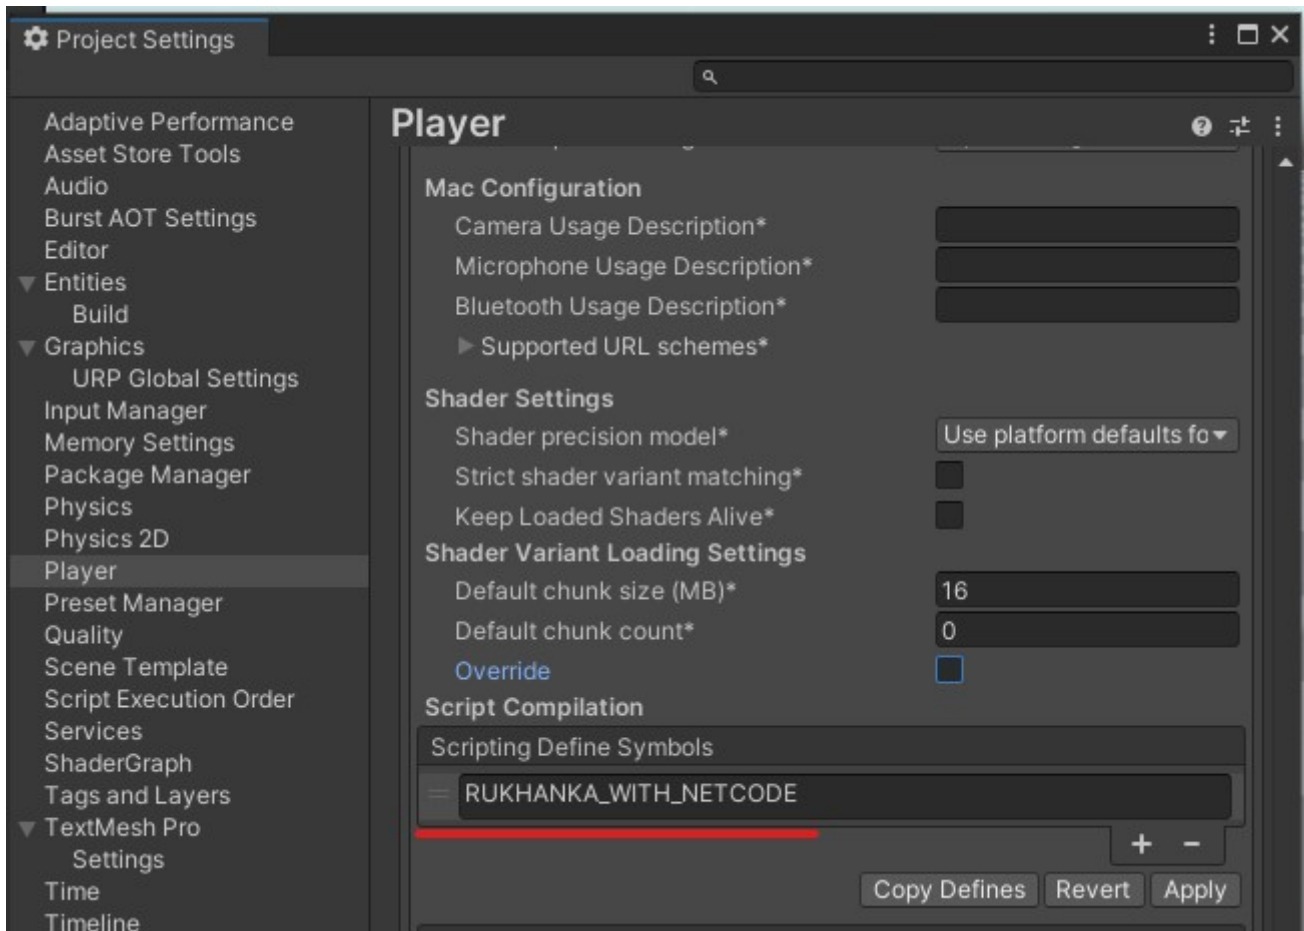 Project Settings
Adaptive Performance
Asset Store Tools
Audio
Burst AOT Settings
Editor
Entities
Build
Graphics
URP Global Settings
Input Manager
Memory Settings
Package Manager
Physics
Physics 2D
Player
Preset Manager
Quality
Scene Template
Script Execution Order
Services
ShaderGraph
Tags and Layers
TextMesh Pro
Settings
Time
Timeline
Player
Mac Configuration
Camera Usage Description*
Microphone Usage Description*
Bluetooth Usage Description*
Supported URL schemes*
Shader Settings
Shader precision model* Use platform defaults fo
Strict shader variant matching*
Keep Loaded Shaders Alive*
Shader Variant Loading Settings
Default chunk size (MB)* 16
Default chunk count* 0
Override
Script Compilation
Scripting Define Symbols
RUKHANKA_WITH_NETCODE
+ −
Copy Defines Revert Apply